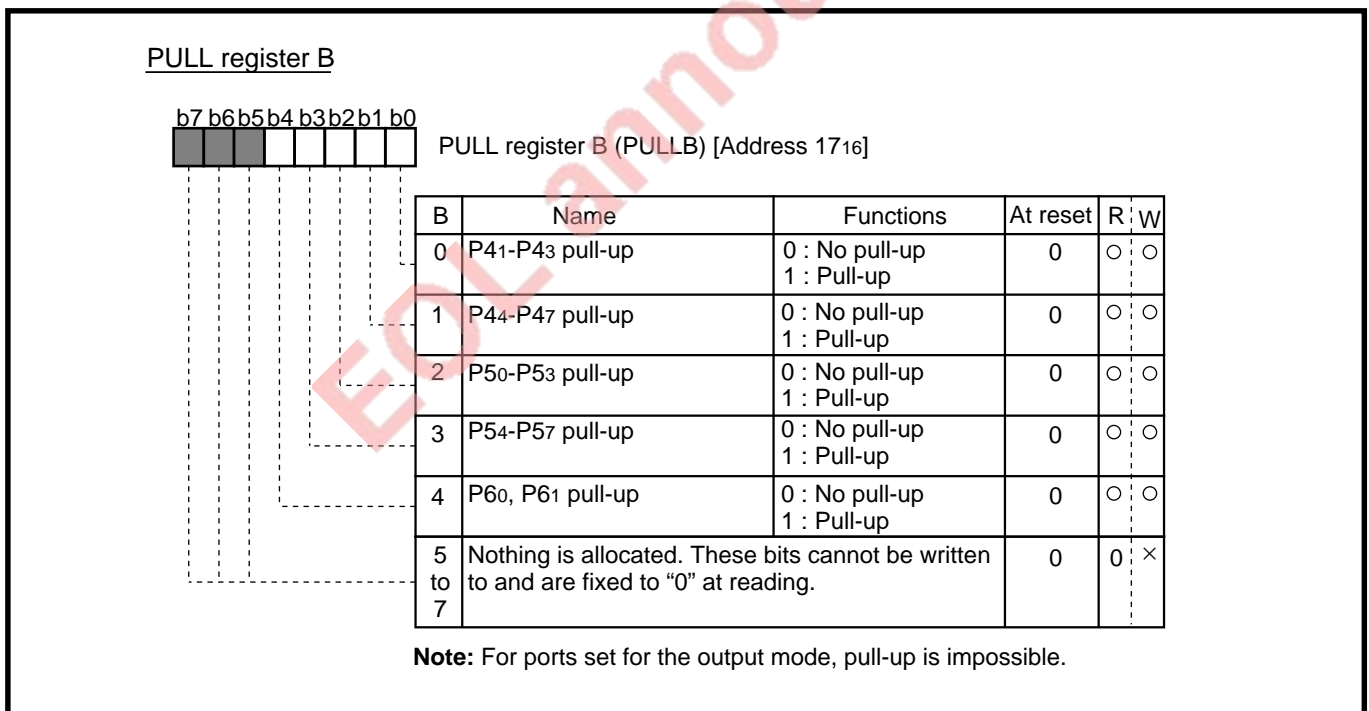 PULL register B
b7 b6 b5 b4 b3 b2 b1 b0
PULL register B (PULLB) [Address 1716]
B Name Functions At reset R W
0 P41-P43 pull-up 0 : No pull-up 0 ○ ○
1 : Pull-up
1 P44-P47 pull-up 0 : No pull-up 0 ○ ○
1 : Pull-up
2 P50-P53 pull-up 0 : No pull-up 0 ○ ○
1 : Pull-up
3 P54-P57 pull-up 0 : No pull-up 0 ○ ○
1 : Pull-up
4 P60, P61 pull-up 0 : No pull-up 0 ○ ○
1 : Pull-up
5 Nothing is allocated. These bits cannot be written 0 0 ×
to to and are fixed to “0” at reading.
7
Note: For ports set for the output mode, pull-up is impossible.
EOL